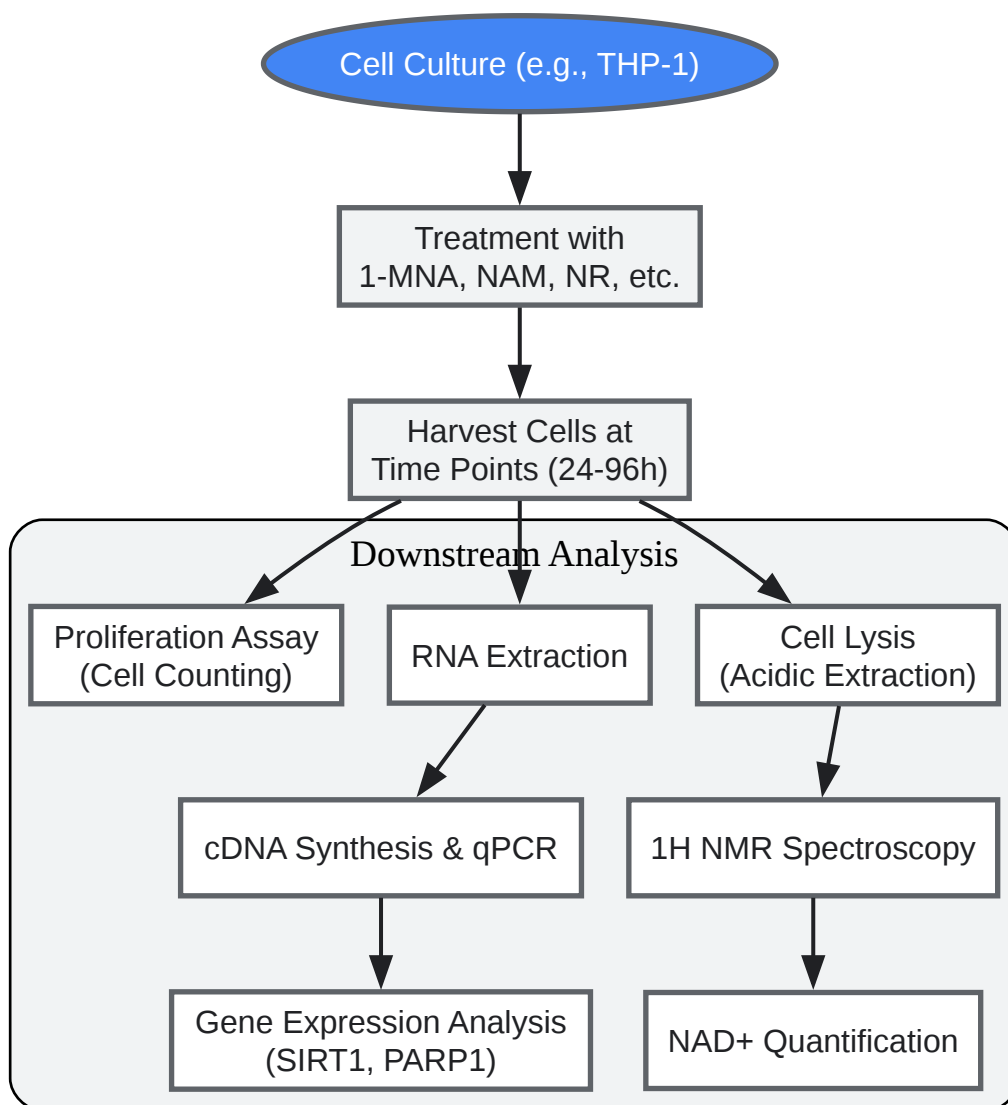 Cell Culture (e.g., THP-1)
Treatment with
1-MNA, NAM, NR, etc.
Harvest Cells at
Time Points (24-96h)
Downstream Analysis
Proliferation Assay
(Cell Counting)
RNA Extraction
Cell Lysis
(Acidic Extraction)
cDNA Synthesis & qPCR
1H NMR Spectroscopy
Gene Expression Analysis
(SIRT1, PARP1)
NAD+ Quantification